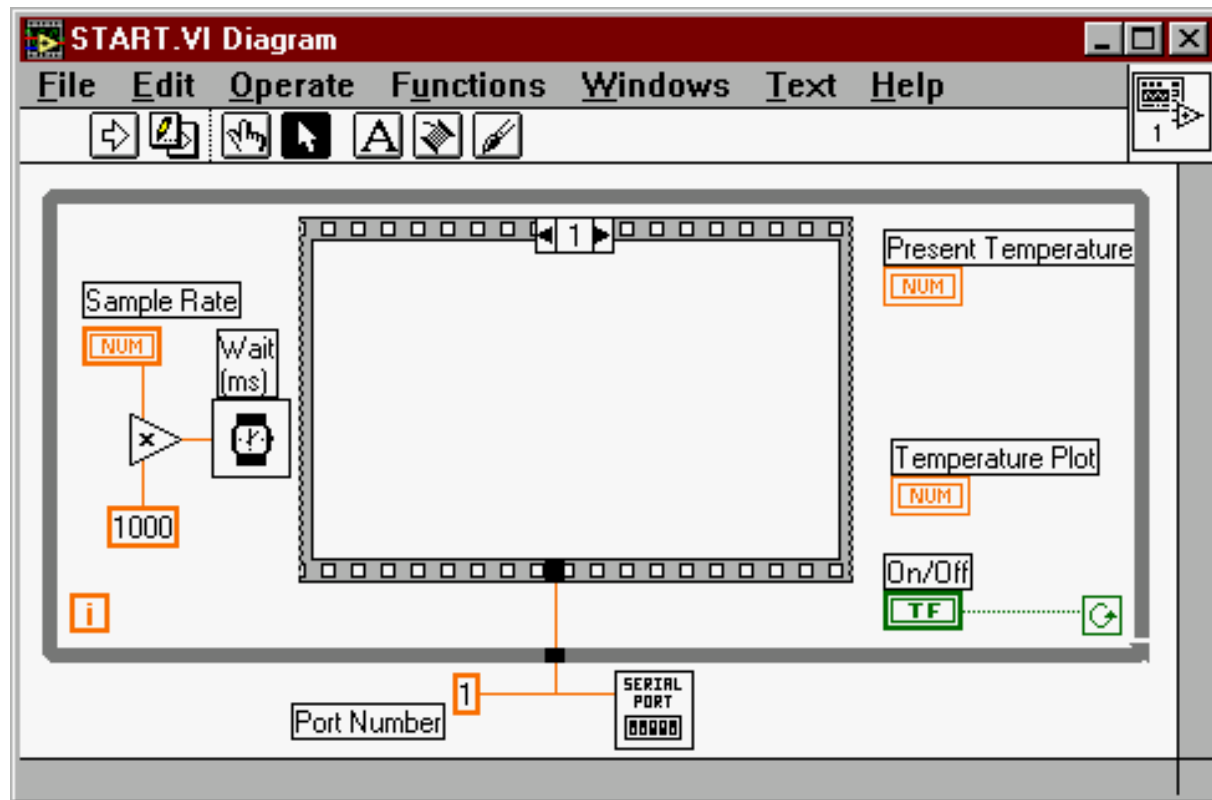 START.VI Diagram
File Edit Operate Functions Windows Text Help
A
1
1
Present Temperature
NUM
Sample Rate
NUM
Wait
(ms)
x
1000
Temperature Plot
NUM
On/Off
TF
i
1
SERIAL
PORT
Port Number